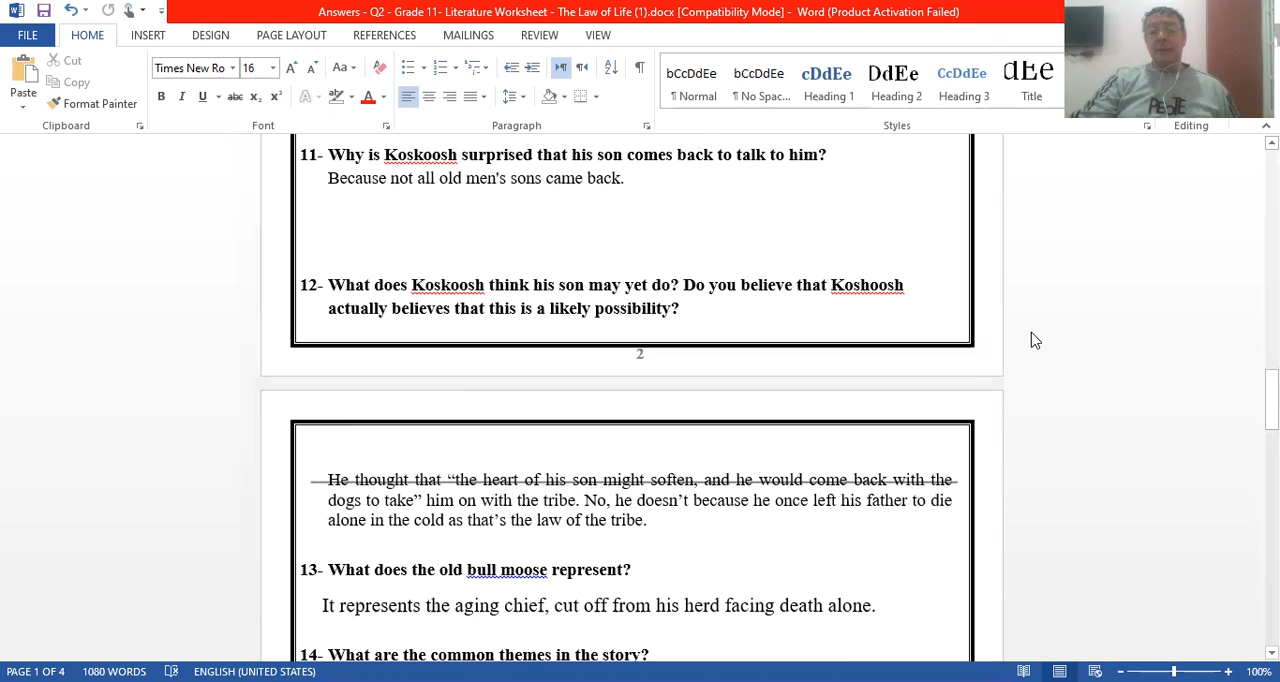 Answers - Q2 - Grade 11- Literature Worksheet - The Law of Life (1).docx [Compatibility Mode] - Word (Product Activation Failed)
FILE HOME INSERT DESIGN PAGE LAYOUT REFERENCES MAILINGS REVIEW VIEW
Paste
Cut
Copy
Format Painter
Clipboard
Times New Ro 16
Font
Paragraph
bCcDdEe bCcDdEe cDdEe DdEe CcDdEe dEe
¶ Normal ¶ No Spac... Heading 1 Heading 2 Heading 3 Title
Styles
Editing
11- Why is Koskoosh surprised that his son comes back to talk to him?
Because not all old men's sons came back.
12- What does Koskoosh think his son may yet do? Do you believe that Koshoosh
actually believes that this is a likely possibility?
2
He thought that “the heart of his son might soften, and he would come back with the
dogs to take” him on with the tribe. No, he doesn’t because he once left his father to die
alone in the cold as that’s the law of the tribe.
13- What does the old bull moose represent?
It represents the aging chief, cut off from his herd facing death alone.
14- What are the common themes in the story?
PAGE 1 OF 4 1080 WORDS ENGLISH (UNITED STATES) 100%